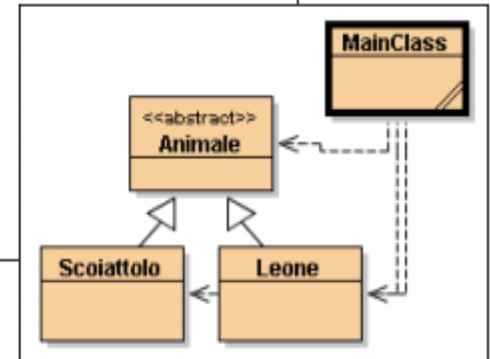 MainClass
<<abstract>>
Animale
Scoiattolo
Leone